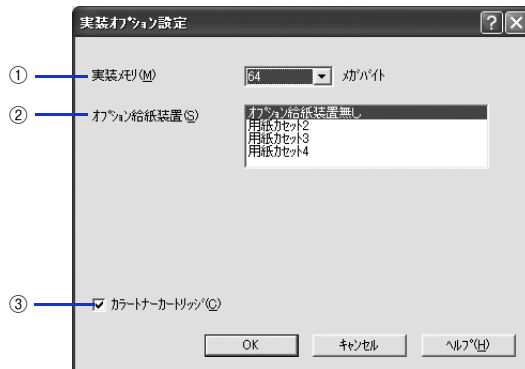 実装ｵﾌﾟｼｮﾝ設定
① 実装ﾒﾓﾘ(M) 64 ﾒｶﾞﾊﾞｲﾄ
② ｵﾌﾟｼｮﾝ給紙装置(S) ｵﾌﾟｼｮﾝ給紙装置無し
用紙ｶｾｯﾄ2
用紙ｶｾｯﾄ3
用紙ｶｾｯﾄ4
③ ｶﾗｰﾄﾅｰｶｰﾄﾘｯｼﾞ(C)
OK ｷｬﾝｾﾙ ﾍﾙﾌﾟ(H)